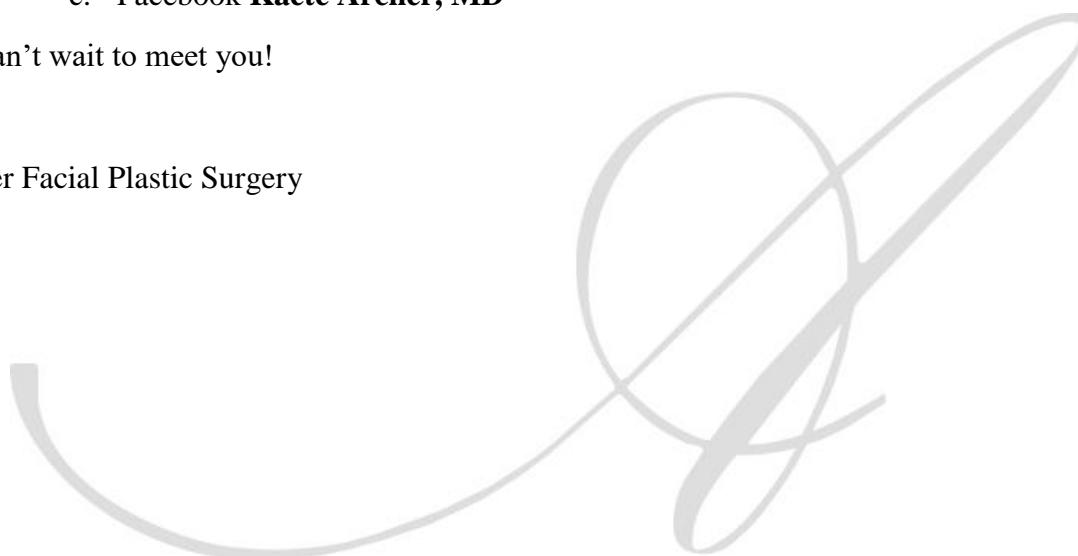 c. Facebook Kaete Archer, MD
an't wait to meet you!
er Facial Plastic Surgery